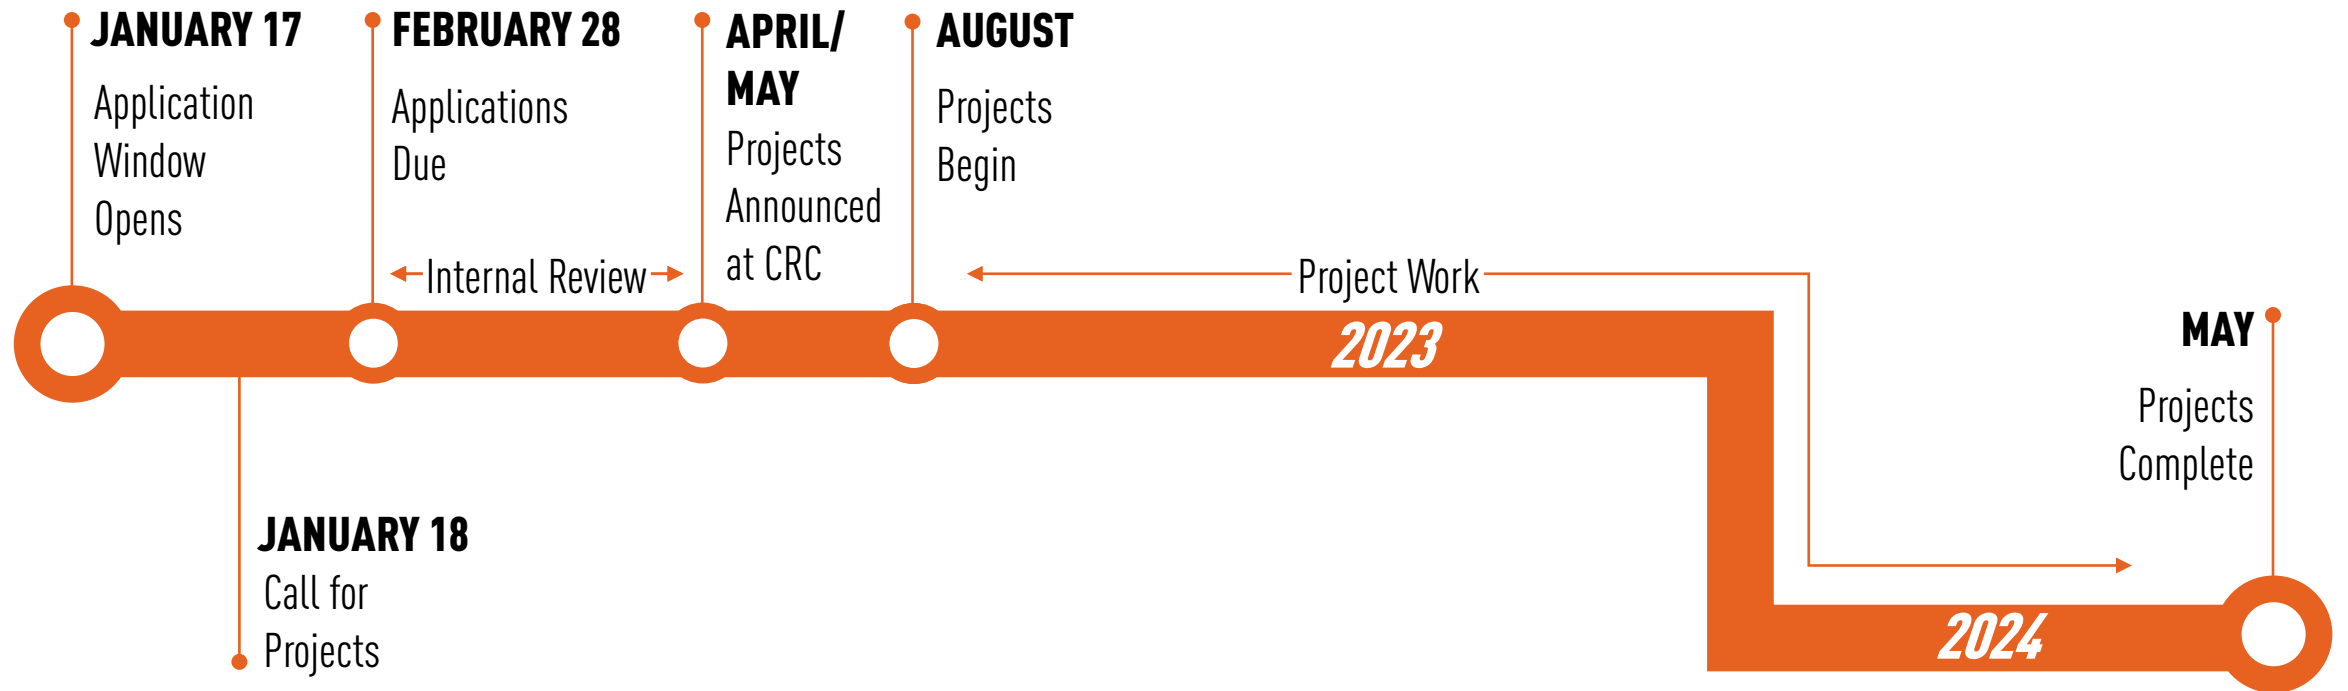 JANUARY 17
Application
Window
Opens
FEBRUARY 28
Applications
Due
Internal Review
APRIL/
MAY
Projects
Announced
at CRC
AUGUST
Projects
Begin
Project Work
2023
JANUARY 18
Call for
Projects
MAY
Projects
Complete
2024